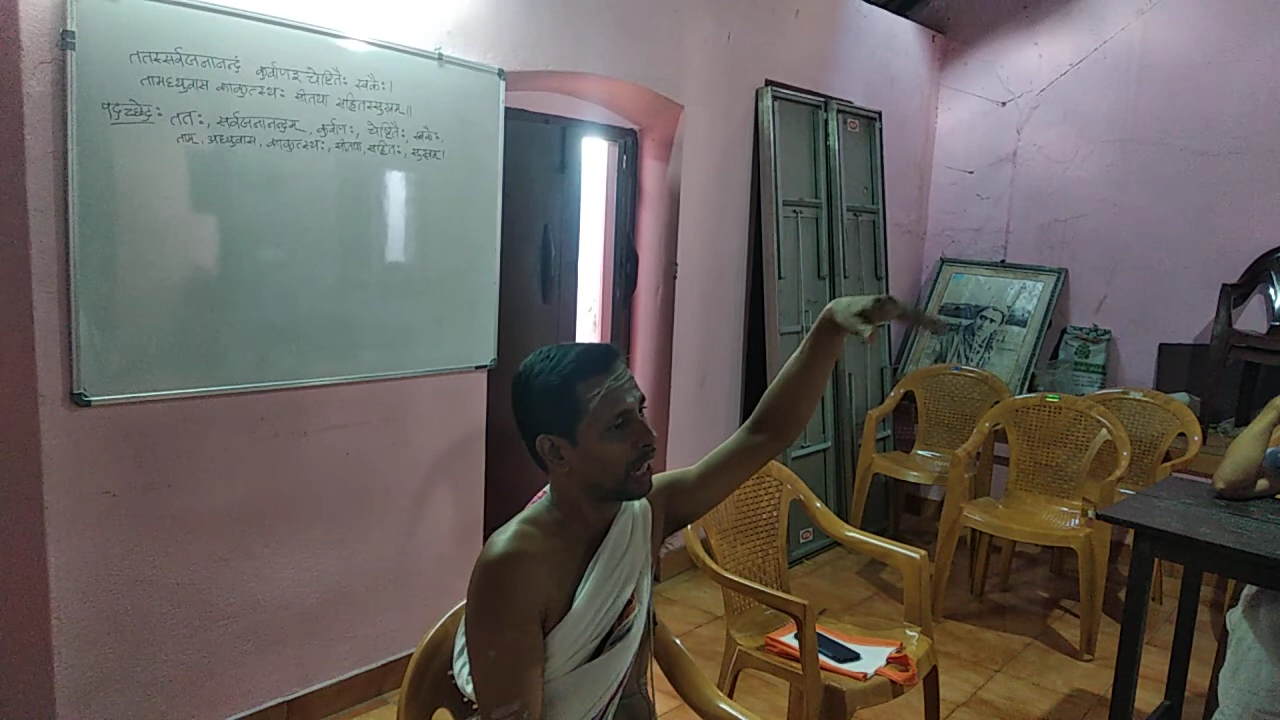 ततस्सर्वजनानन्दं कुर्वाणश्चेष्टितैः स्वकैः।
तामध्युवास काकुत्स्थः सीतया सहितस्सुखम्॥
पदच्छेदः ततः, सर्वजनानन्दम्, कुर्वाणः, चेष्टितैः, स्वकैः,
ताम्, अध्युवास, काकुत्स्थः, सीतया, सहितः, सुखम्।